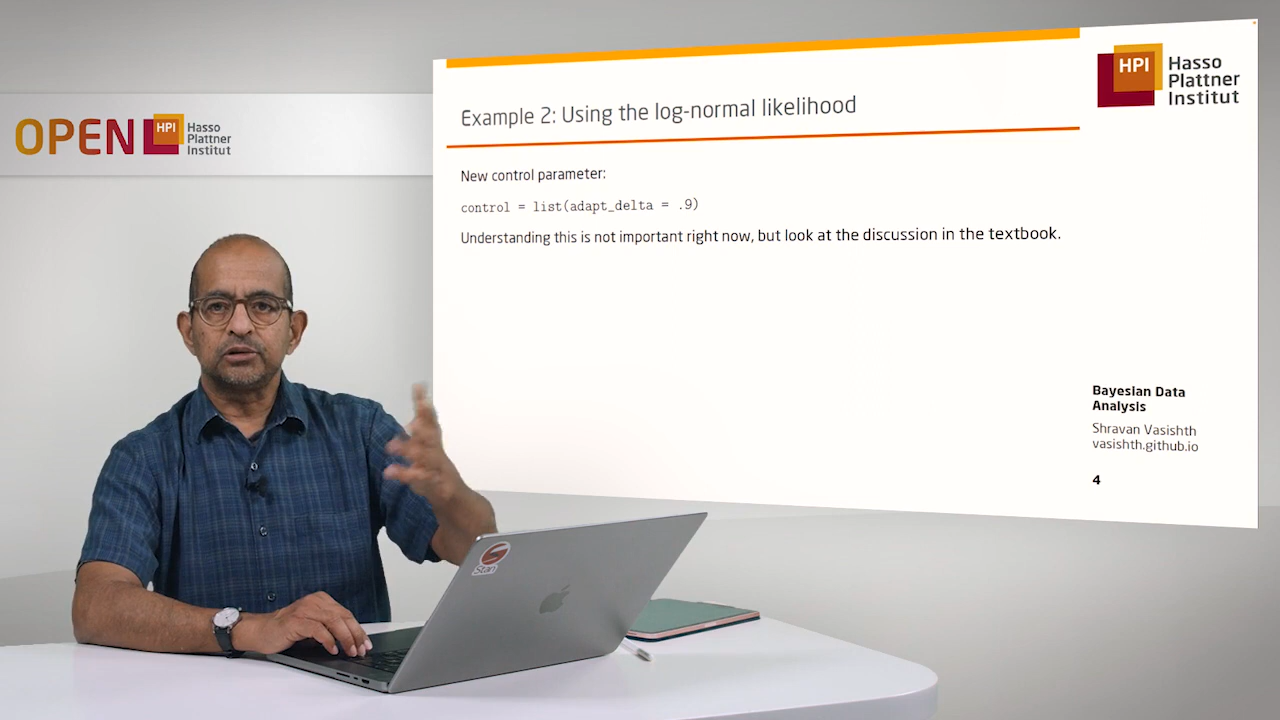 OPEN
HPI
Hasso
Plattner
Institut
Example 2: Using the log-normal likelihood
HPI
Hasso
Plattner
Institut
New control parameter:
control = list(adapt_delta = .9)
Understanding this is not important right now, but look at the discussion in the textbook.
Bayesian Data
Analysis
Shravan Vasishth
vasishth.github.io
4
Stan